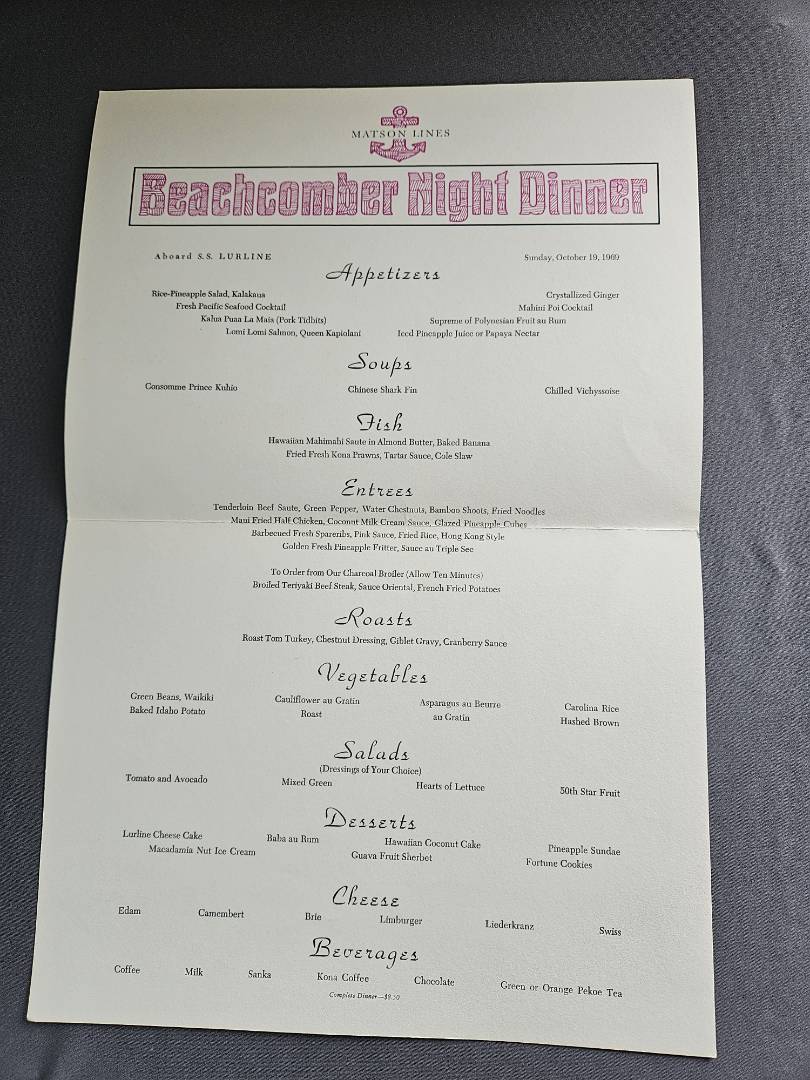 MATSON LINES
Beachcomber Night Dinner
Aboard S.S. LURLINE Sunday, October 19, 1969
Appetizers
Rice-Pineapple Salad, Kalakaua Crystallized Ginger
Fresh Pacific Seafood Cocktail Mahini Poi Cocktail
Kalua Puaa La Maia (Pork Tidbits) Supreme of Polynesian Fruit au Rum
Lomi Lomi Salmon, Queen Kapiolani Iced Pineapple Juice or Papaya Nectar
Soups
Consomme Prince Kuhio Chinese Shark Fin Chilled Vichyssoise
Fish
Hawaiian Mahimahi Saute in Almond Butter, Baked Banana
Fried Fresh Kona Prawns, Tartar Sauce, Cole Slaw
Entrees
Tenderloin Beef Saute, Green Pepper, Water Chestnuts, Bamboo Shoots, Fried Noodles
Maui Fried Half Chicken, Coconut Milk Cream Sauce, Glazed Pineapple Cubes
Barbecued Fresh Spareribs, Pink Sauce, Fried Rice, Hong Kong Style
Golden Fresh Pineapple Fritter, Sauce au Triple Sec
To Order from Our Charcoal Broiler (Allow Ten Minutes)
Broiled Teriyaki Beef Steak, Sauce Oriental, French Fried Potatoes
Roasts
Roast Tom Turkey, Chestnut Dressing, Giblet Gravy, Cranberry Sauce
Vegetables
Green Beans, Waikiki Cauliflower au Gratin Asparagus au Beurre Carolina Rice
Baked Idaho Potato Roast au Gratin Hashed Brown
Salads
(Dressings of Your Choice)
Tomato and Avocado Mixed Green Hearts of Lettuce 50th Star Fruit
Desserts
Lurline Cheese Cake Baba au Rum Hawaiian Coconut Cake Pineapple Sundae
Macadamia Nut Ice Cream Guava Fruit Sherbet Fortune Cookies
Cheese
Edam Camembert Brie Limburger Liederkranz Swiss
Beverages
Coffee Milk Sanka Kona Coffee Chocolate Green or Orange Pekoe Tea
Complete Dinner—